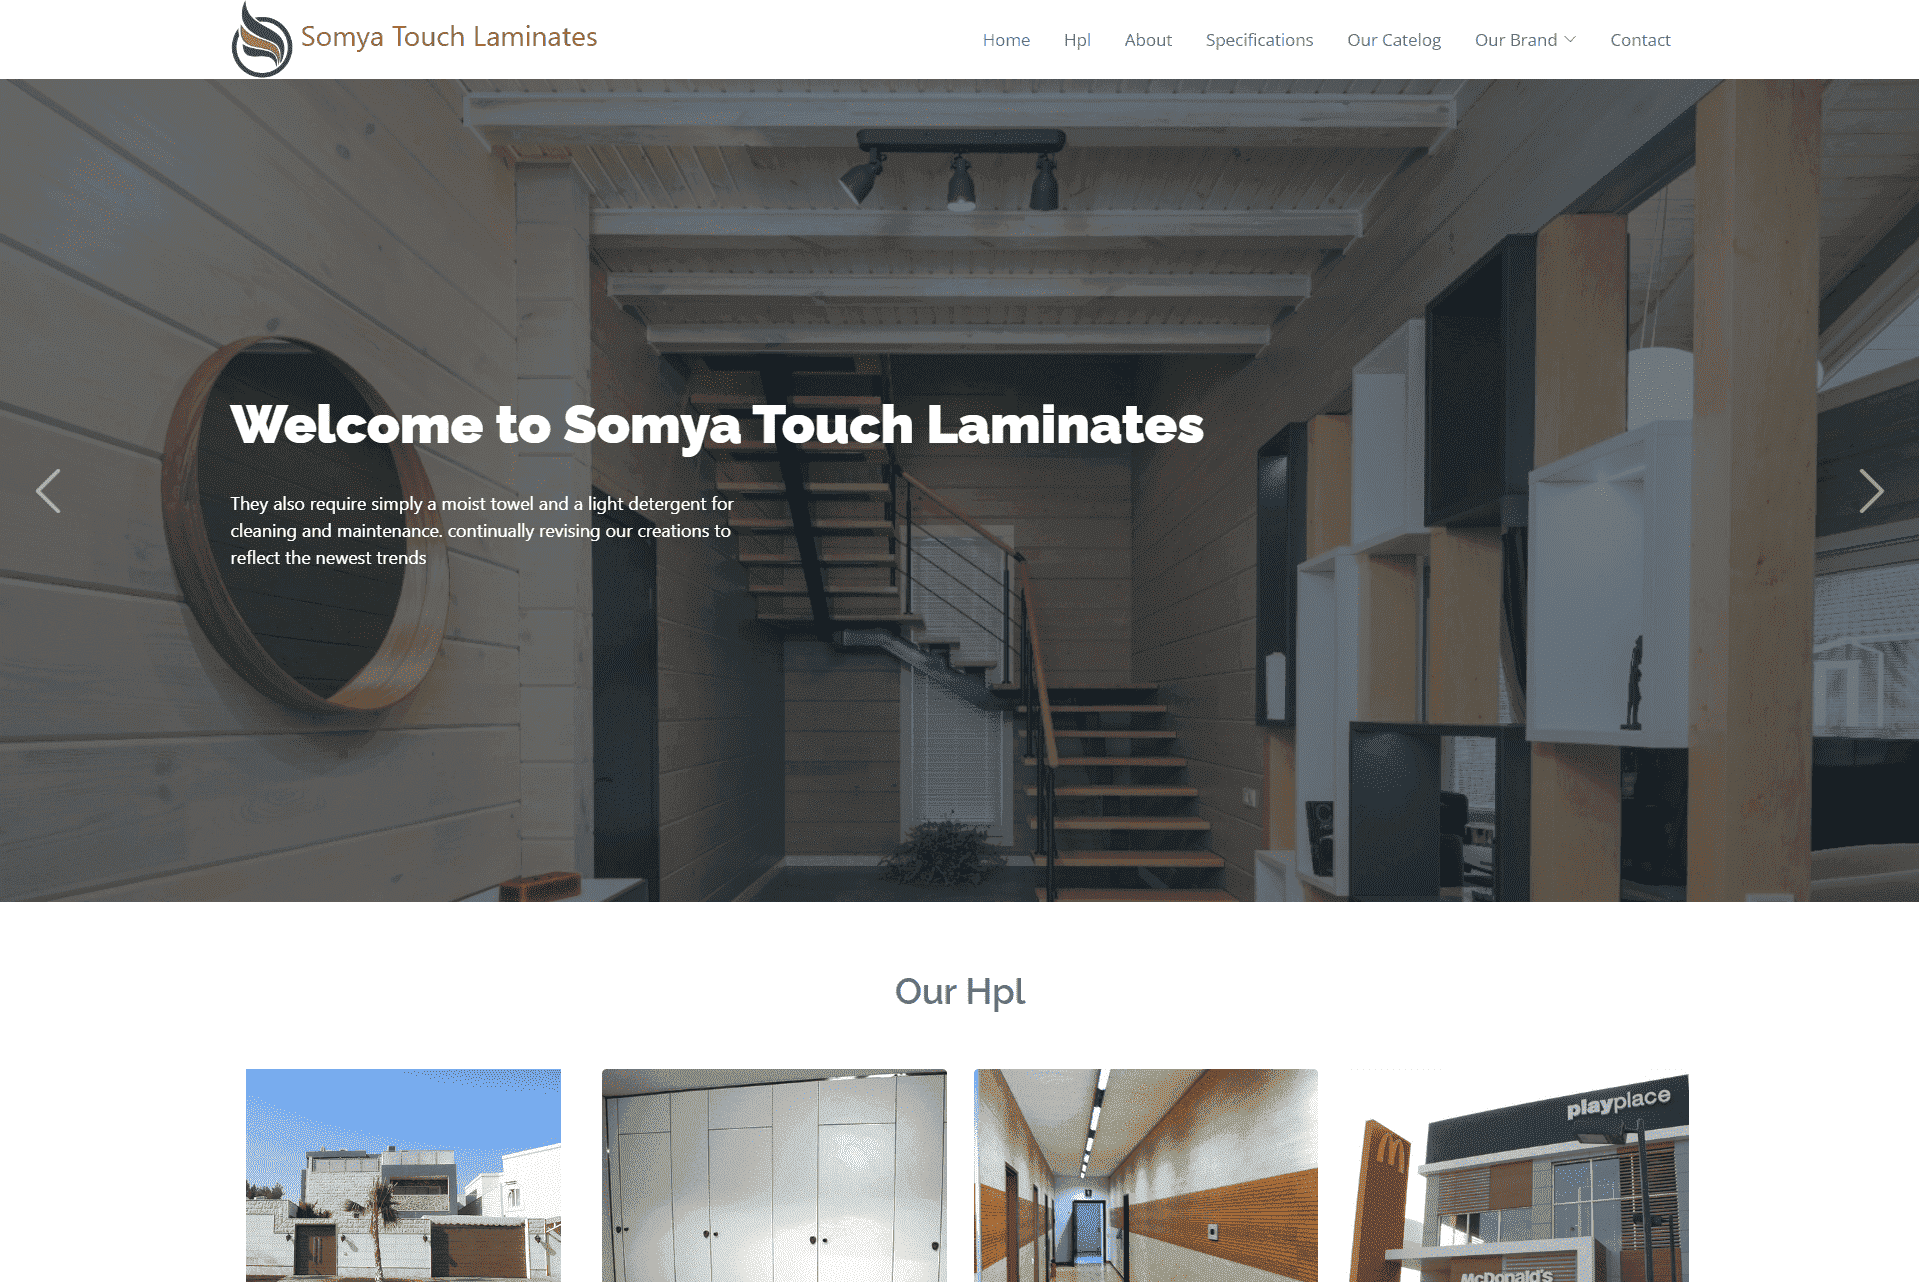 Somya Touch Laminates
Home Hpl About Specifications Our Catelog Our Brand Contact
Welcome to Somya Touch Laminates
They also require simply a moist towel and a light detergent for
cleaning and maintenance. continually revising our creations to
reflect the newest trends
Our Hpl
playplace
McDonald's